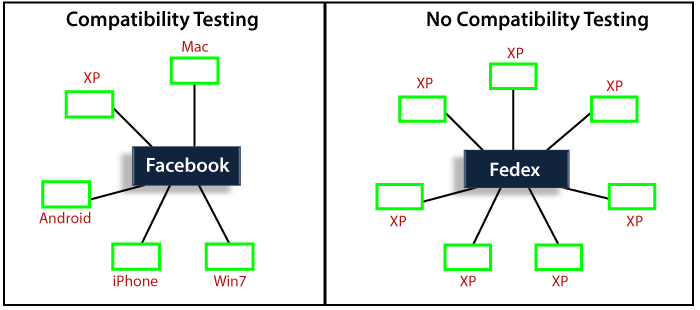 Compatibility Testing
Mac
XP
Facebook
Android
iPhone
Win7
No Compatibility Testing
XP
XP
XP
Fedex
XP
XP
XP
XP